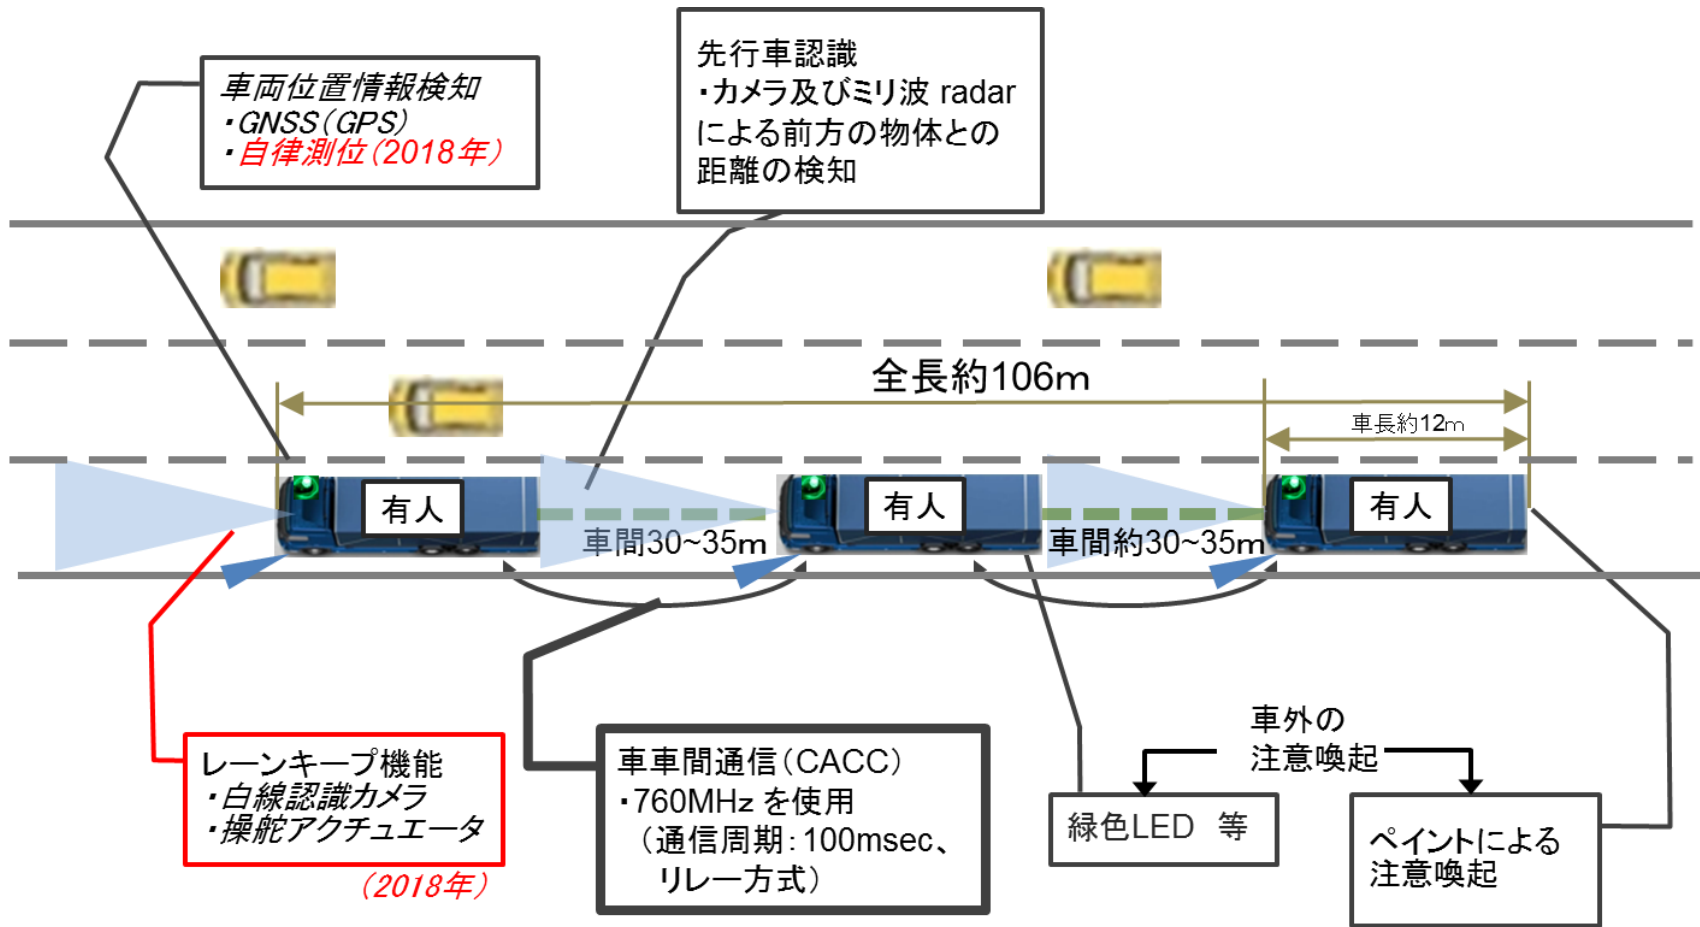 車両位置情報検知
・GNSS(GPS)
・自律測位(2018年)
先行車認識
・カメラ及びミリ波 radar
による前方の物体との
距離の検知
全長約106m
車長約12m
有人
有人
有人
車間30~35m
車間約30~35m
レーンキープ機能
・白線認識カメラ
・操舵アクチュエータ
(2018年)
車車間通信(CACC)
・760MHz を使用
(通信周期：100msec、
リレー方式)
車外の
注意喚起
緑色LED 等
ペイントによる
注意喚起